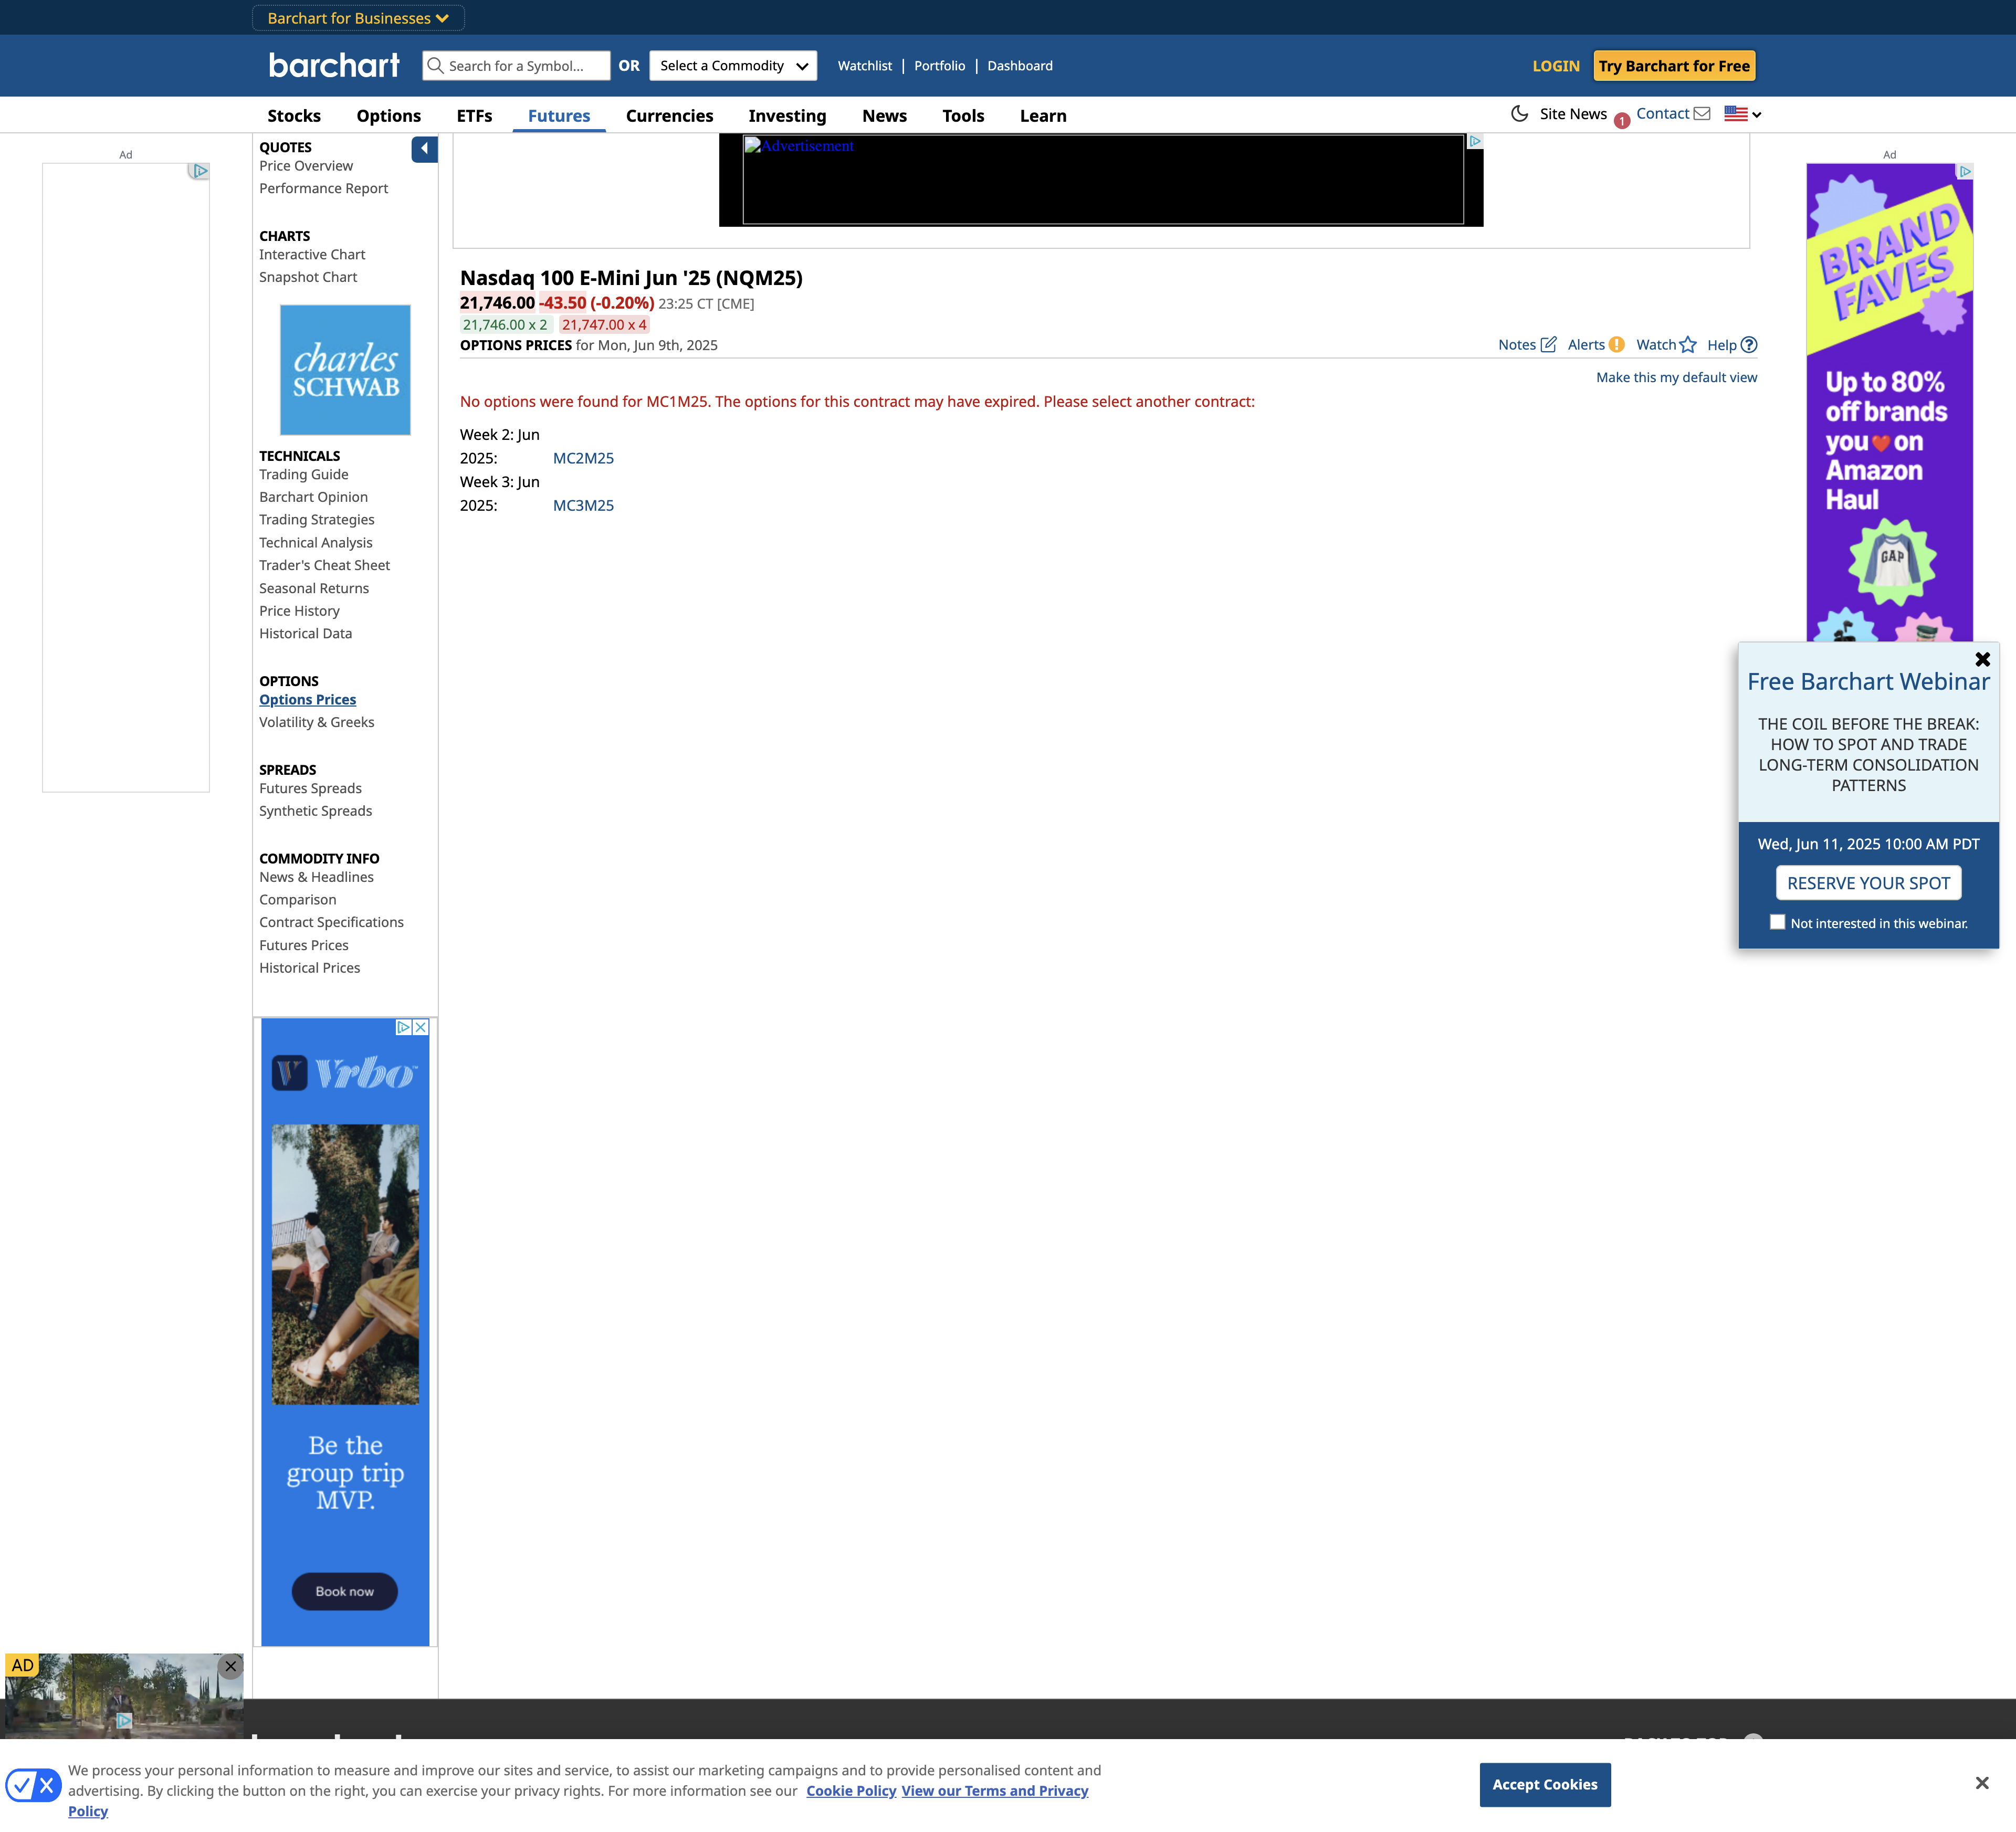 Barchart for Businesses
barchart
Search for a Symbol...
OR
Select a Commodity
Watchlist | Portfolio | Dashboard
LOGIN
Try Barchart for Free
Stocks Options ETFs Futures Currencies Investing News Tools Learn
Site News 1 Contact
Ad
QUOTES
Price Overview
Performance Report
CHARTS
Interactive Chart
Snapshot Chart
charles
SCHWAB
TECHNICALS
Trading Guide
Barchart Opinion
Trading Strategies
Technical Analysis
Trader's Cheat Sheet
Seasonal Returns
Price History
Historical Data
OPTIONS
Options Prices
Volatility & Greeks
SPREADS
Futures Spreads
Synthetic Spreads
COMMODITY INFO
News & Headlines
Comparison
Contract Specifications
Futures Prices
Historical Prices
Vrbo
Be the
group trip
MVP.
Book now
Advertisement
Nasdaq 100 E-Mini Jun '25 (NQM25)
21,746.00 -43.50 (-0.20%) 23:25 CT [CME]
21,746.00 x 2 21,747.00 x 4
OPTIONS PRICES for Mon, Jun 9th, 2025
Notes Alerts Watch Help
Make this my default view
No options were found for MC1M25. The options for this contract may have expired. Please select another contract:
Week 2: Jun
2025: MC2M25
Week 3: Jun
2025: MC3M25
Ad
BRAND
FAVES
Up to 80%
off brands
you on
Amazon
Haul
GAP
Free Barchart Webinar
THE COIL BEFORE THE BREAK:
HOW TO SPOT AND TRADE
LONG-TERM CONSOLIDATION
PATTERNS
Wed, Jun 11, 2025 10:00 AM PDT
RESERVE YOUR SPOT
Not interested in this webinar.
AD
We process your personal information to measure and improve our sites and service, to assist our marketing campaigns and to provide personalised content and
advertising. By clicking the button on the right, you can exercise your privacy rights. For more information see our Cookie Policy View our Terms and Privacy
Policy
Accept Cookies